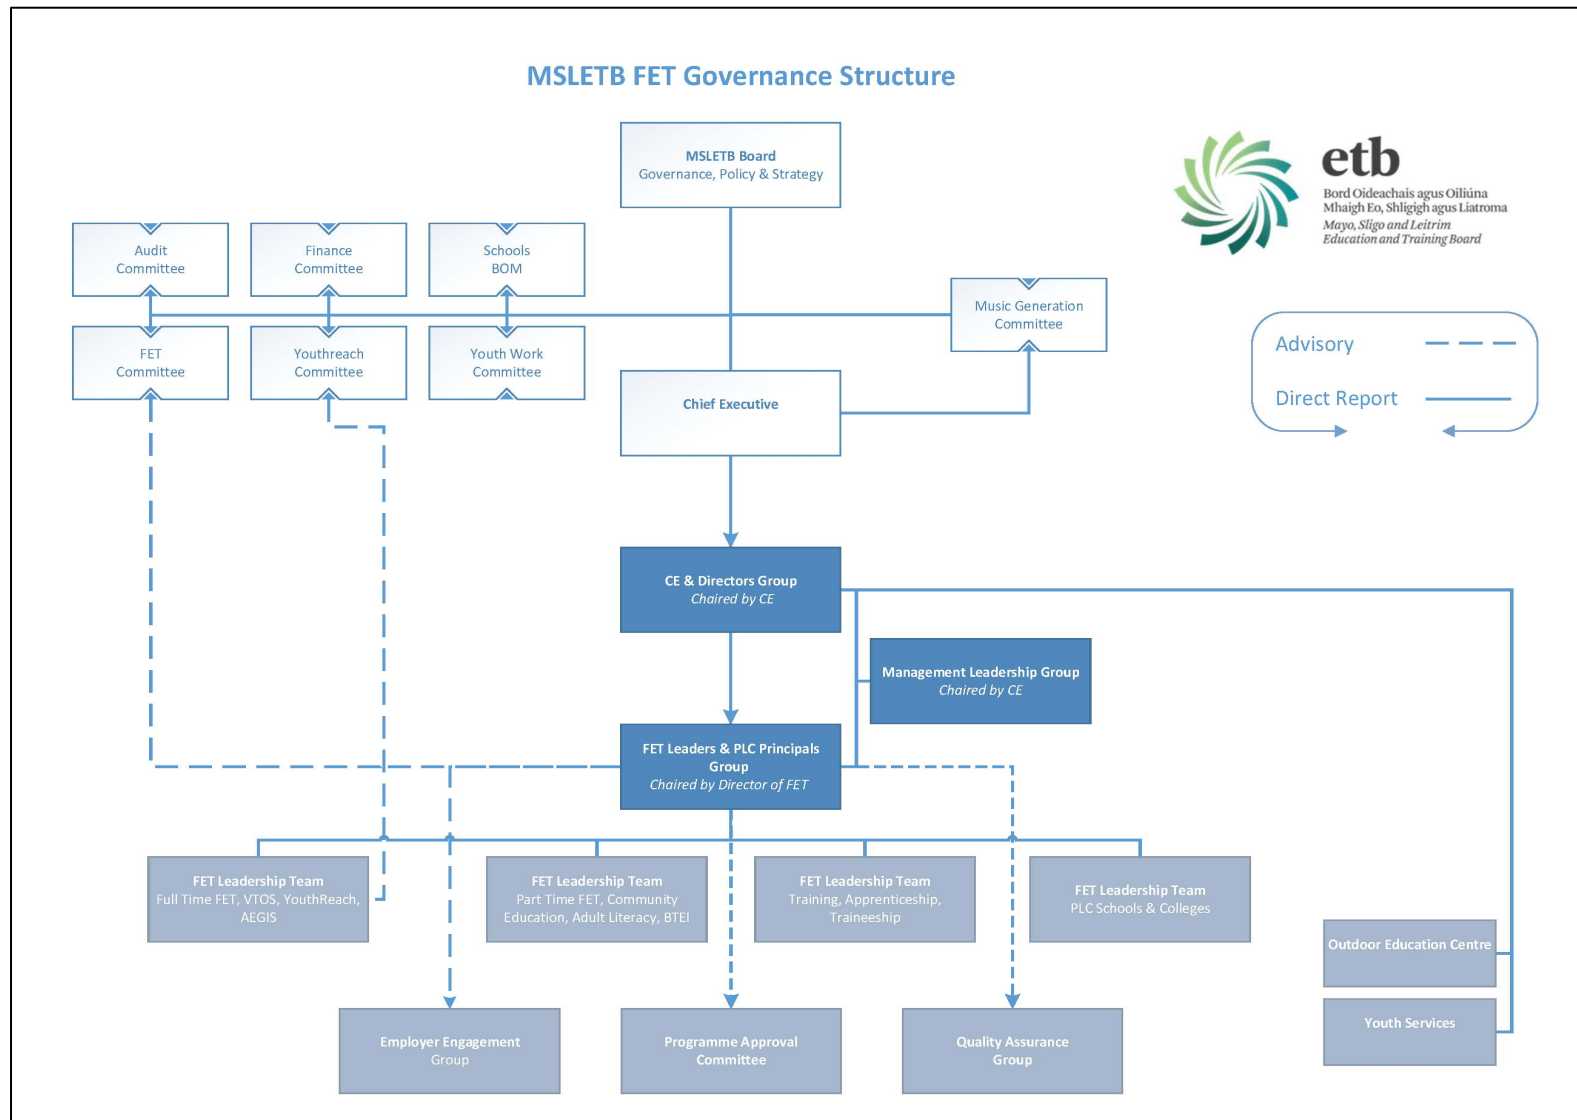 MSLETB FET Governance Structure
MSLETB Board
Governance, Policy & Strategy
etb
Bord Oideachais agus Oiliúna
Mhaigh Eo, Shligigh agus Liatroma
Mayo, Sligo and Leitrim
Education and Training Board
Audit
Committee
Finance
Committee
Schools
BOM
Music Generation
Committee
FET
Committee
Youthreach
Committee
Youth Work
Committee
Chief Executive
Advisory
Direct Report
CE & Directors Group
Chaired by CE
Management Leadership Group
Chaired by CE
FET Leaders & PLC Principals
Group
Chaired by Director of FET
FET Leadership Team
Full Time FET, VTOS, YouthReach,
AEGIS
FET Leadership Team
Part Time FET, Community
Education, Adult Literacy, BTEI
FET Leadership Team
Training, Apprenticeship,
Traineeship
FET Leadership Team
PLC Schools & Colleges
Outdoor Education Centre
Youth Services
Employer Engagement
Group
Programme Approval
Committee
Quality Assurance
Group